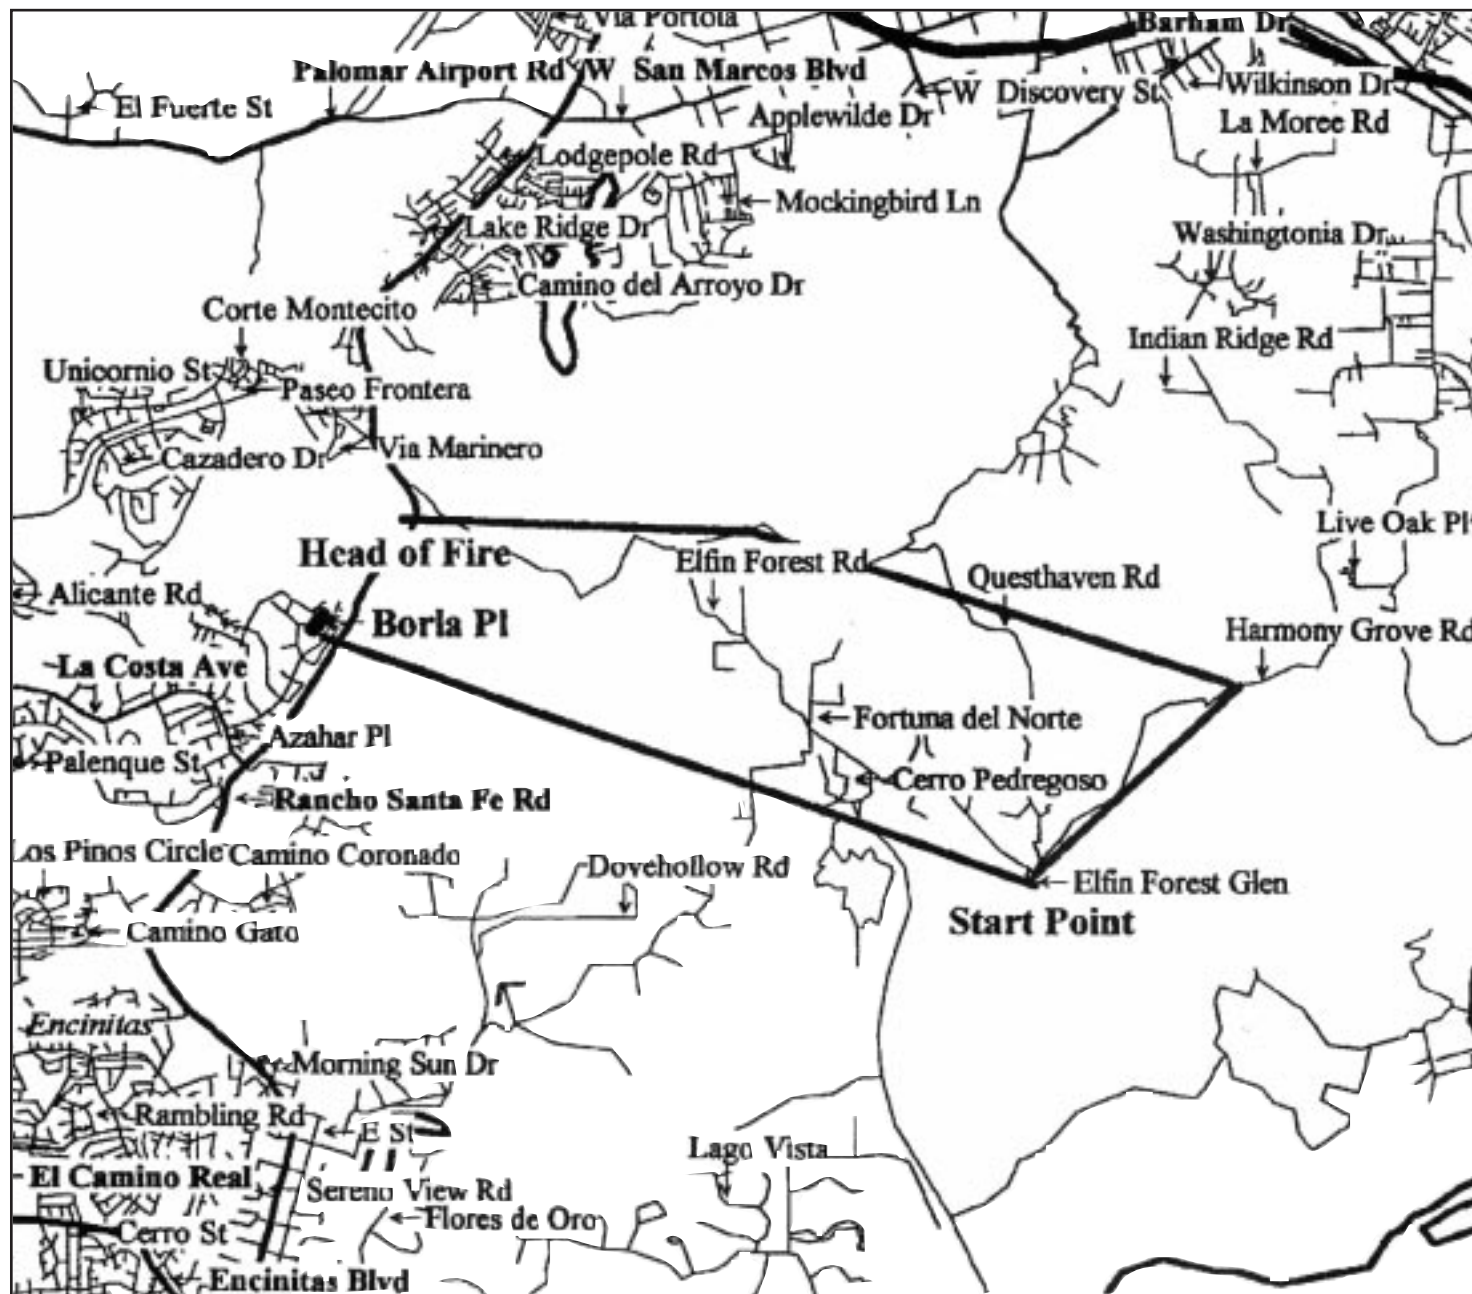 Via Portola
Barham Dr
Palomar Airport Rd
W San Marcos Blvd
El Fuerte St
W Discovery St
Wilkinson Dr
Applewilde Dr
La Moree Rd
Lodgepole Rd
Mockingbird Ln
Lake Ridge Dr
Washingtonia Dr
Camino del Arroyo Dr
Corte Montecito
Indian Ridge Rd
Unicornio St
Paseo Frontera
Via Marinero
Cazadero Dr
Live Oak Pl
Head of Fire
Elfin Forest Rd
Questhaven Rd
Alicante Rd
Borla Pl
Harmony Grove Rd
La Costa Ave
Fortuna del Norte
Azahar Pl
Palenque St
Cerro Pedregoso
Rancho Santa Fe Rd
Los Pinos Circle
Camino Coronado
Dovehollow Rd
Elfin Forest Glen
Start Point
Camino Gato
Encinitas
Morning Sun Dr
Rambling Rd
E St
Lago Vista
El Camino Real
Sereno View Rd
Flores de Oro
Cerro St
Encinitas Blvd